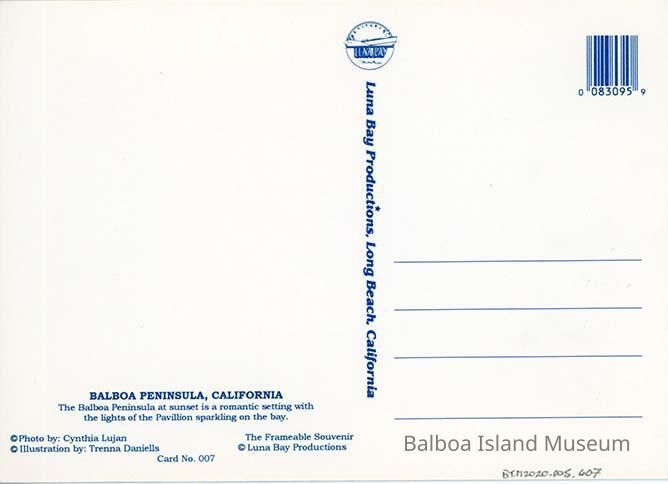 LUNA BAY
0 083095 9
Luna Bay Productions, Long Beach, California
BALBOA PENINSULA, CALIFORNIA
The Balboa Peninsula at sunset is a romantic setting with
the lights of the Pavillion sparkling on the bay.
©Photo by: Cynthia Lujan
© Illustration by: Trenna Daniells
Card No. 007
The Frameable Souvenir
© Luna Bay Productions
Balboa Island Museum
BIM2020.005.607